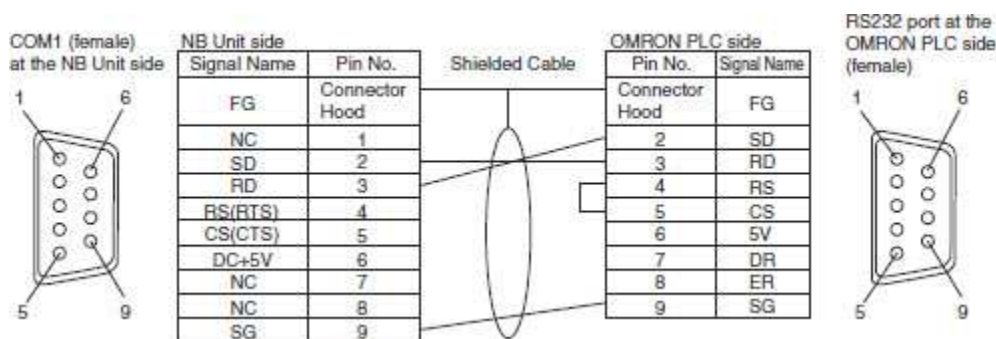 COM1 (female)
at the NB Unit side
1
6
5
9
NB Unit side
Signal Name Pin No.
FG Connector
Hood
NC 1
SD 2
RD 3
RS(RTS) 4
CS(CTS) 5
DC+5V 6
NC 7
NC 8
SG 9
Shielded Cable
OMRON PLC side
Pin No. Signal Name
Connector
Hood FG
2 SD
3 RD
4 RS
5 CS
6 5V
7 DR
8 ER
9 SG
RS232 port at the
OMRON PLC side
(female)
1
6
5
9